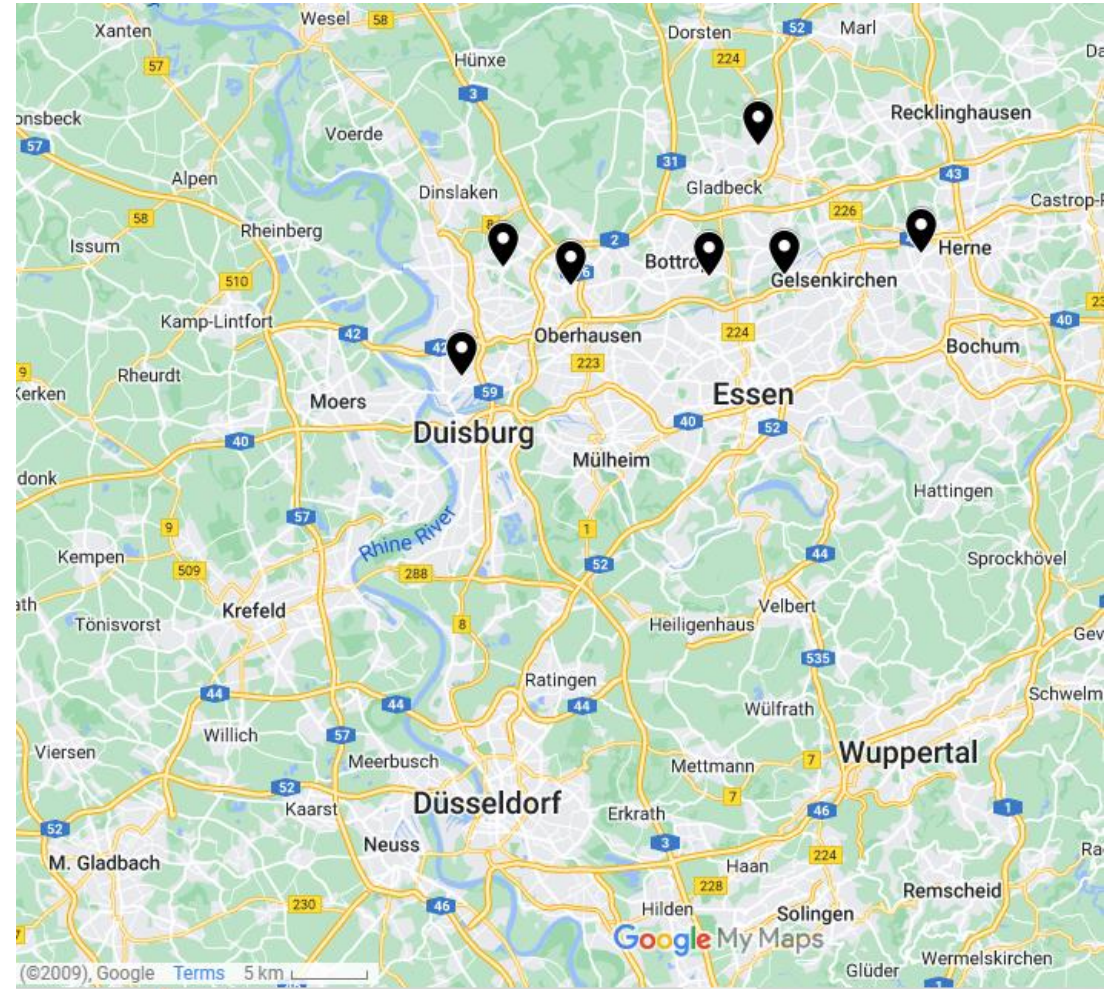 Wesel
58
Xanten
Dorsten
52
Marl
224
Hünxe
57
3
Recklinghausen
onsbeck
57
Voerde
31
43
Alpen
Dinslaken
Gladbeck
58
8
226
Castrop-
Rheinberg
Issum
2
Herne
Bottrop
510
Gelsenkirchen
Kamp-Lintfort
42
Oberhausen
224
40
42
Bochum
9
Rheurdt
223
Kerken
59
Moers
Essen
40
52
Duisburg
40
Mülheim
donk
Hattingen
57
9
1
Rhine River
44
Kempen
509
288
52
Sprockhövel
Krefeld
Velbert
Tönisvorst
8
Heiligenhaus
535
Ratingen
44
44
44
Schwelm
Willich
57
Wülfrath
Viersen
Meerbusch
Wuppertal
Mettmann
7
52
7
Kaarst
Düsseldorf
46
1
Erkrath
52
Neuss
3
M. Gladbach
Haan
224
228
Remscheid
230
46
Hilden
Solingen
Google My Maps
Wermelskirchen
Glüder
(©2009), Google Terms 5 km
1